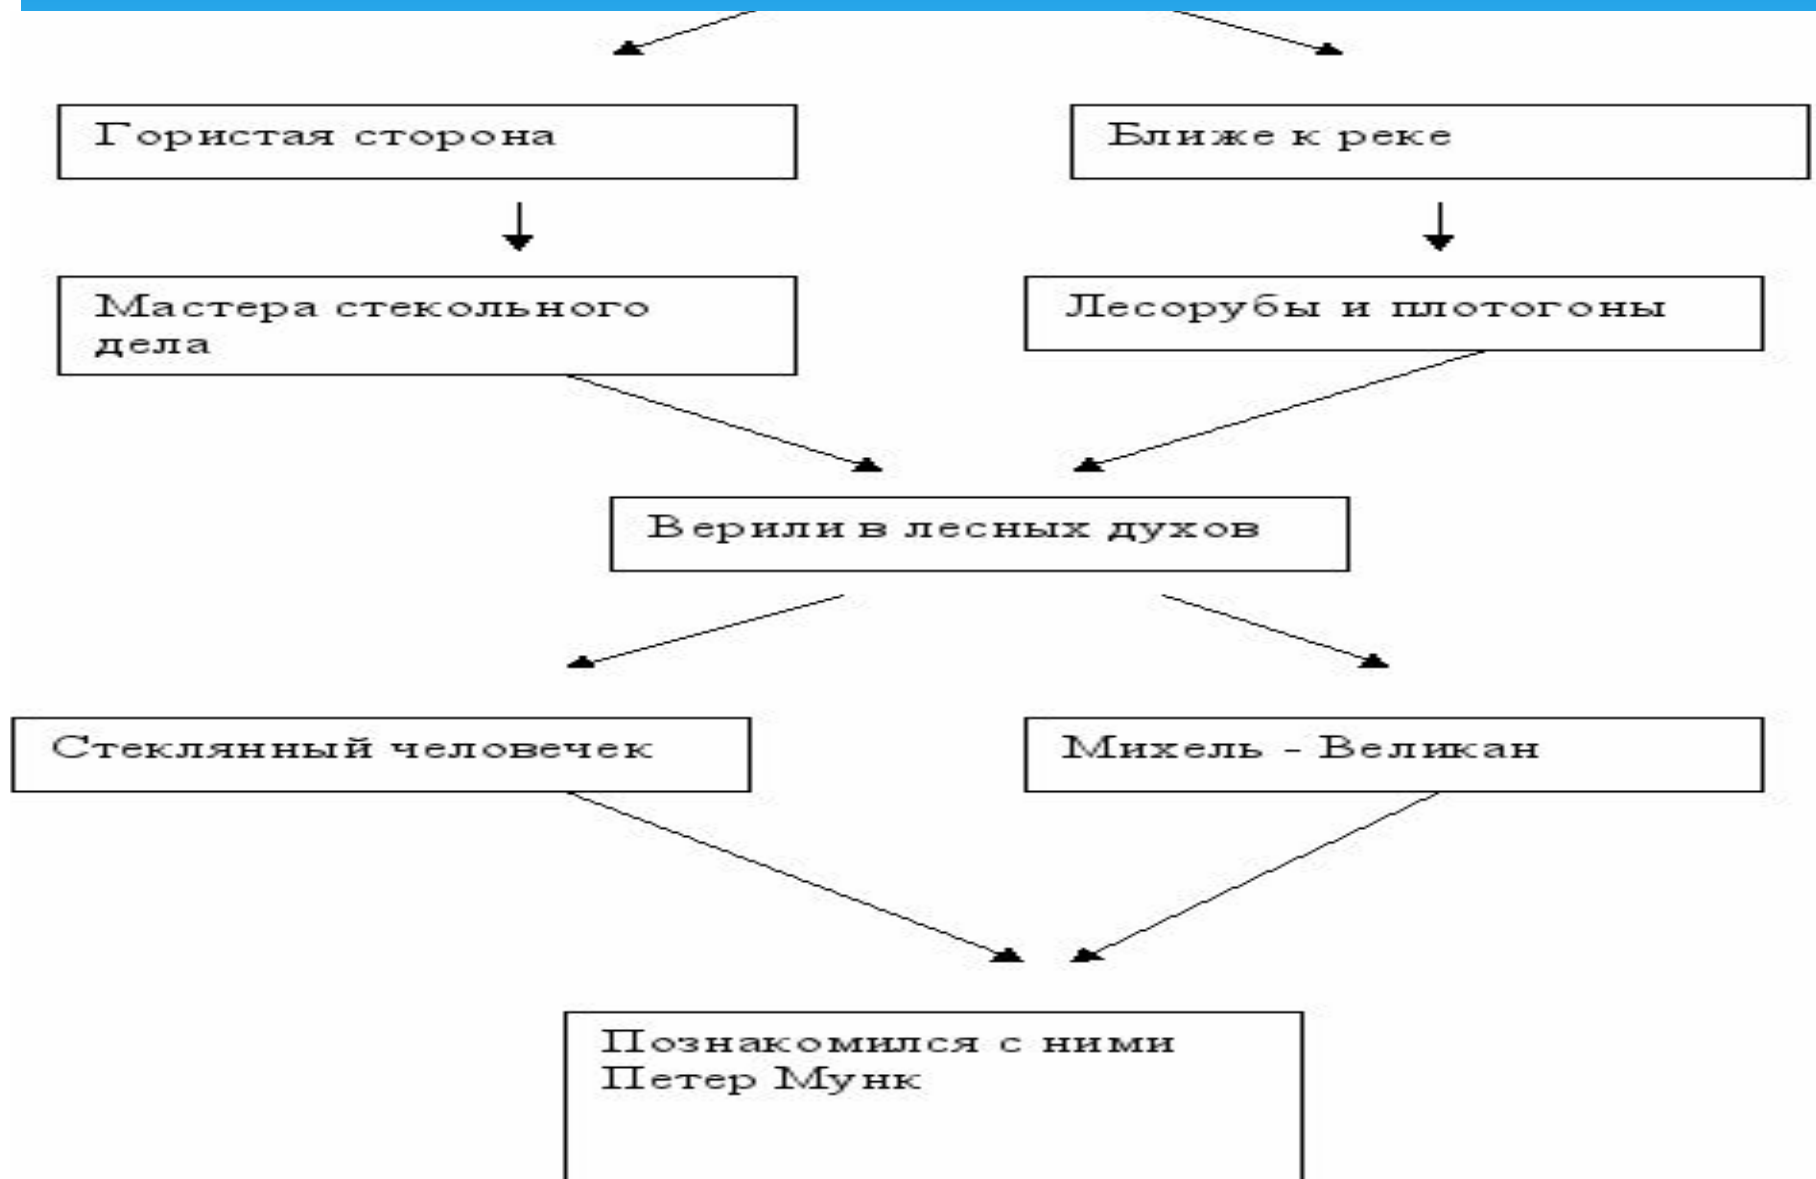 Гористая сторона
Ближе к реке
Мастера стекольного
дела
Лесорубы и плотогоны
Верили в лесных духов
Стеклянный человечек
Михель - Великан
Познакомился с ними
Петер Мунк